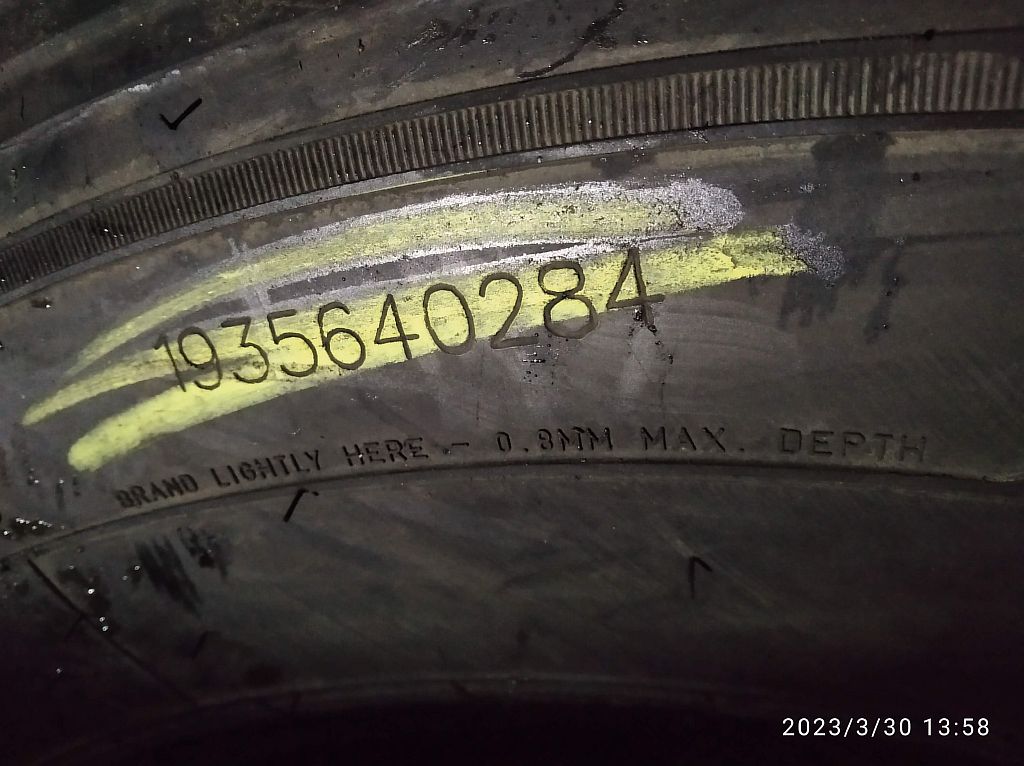 1935640284
BRAND LIGHTLY HERE - 0.8MM MAX. DEPTH
2023/3/30 13:58